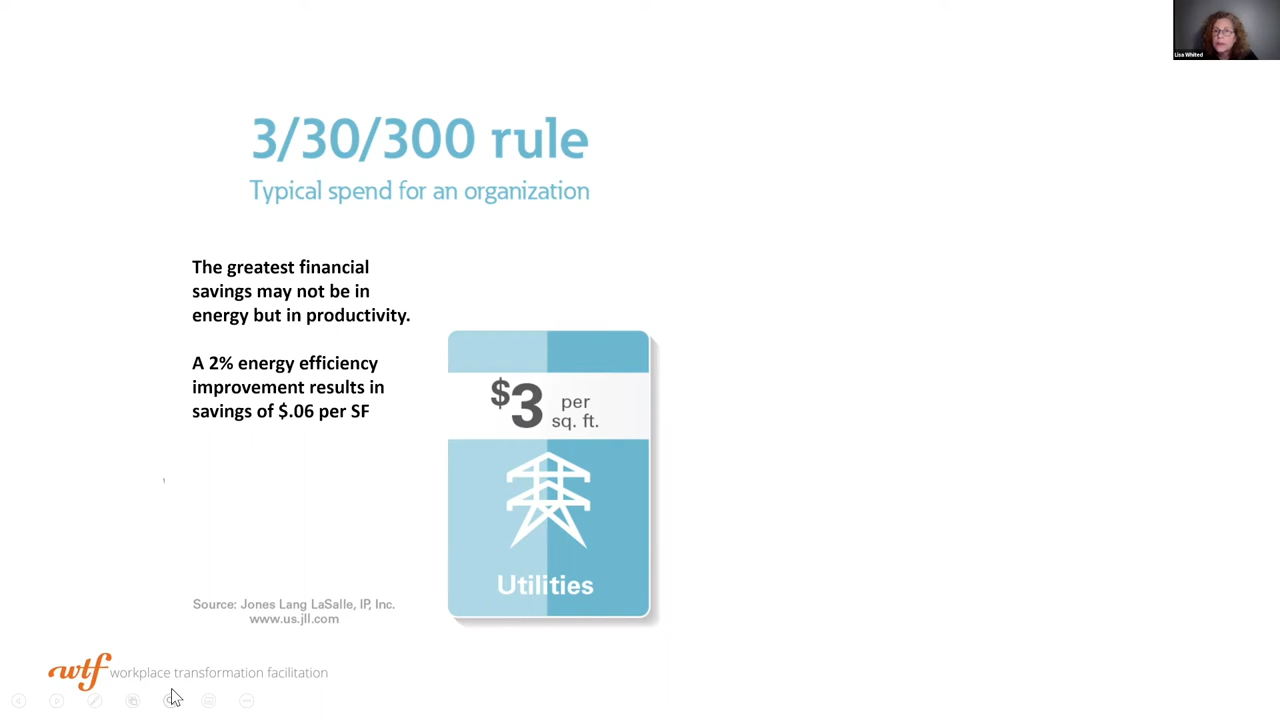 Lisa Whited
3/30/300 rule
Typical spend for an organization
The greatest financial
savings may not be in
energy but in productivity.
A 2% energy efficiency
improvement results in
savings of $.06 per SF
$3 per
sq. ft.
Utilities
Source: Jones Lang LaSalle, IP, Inc.
www.us.jll.com
wtf workplace transformation facilitation